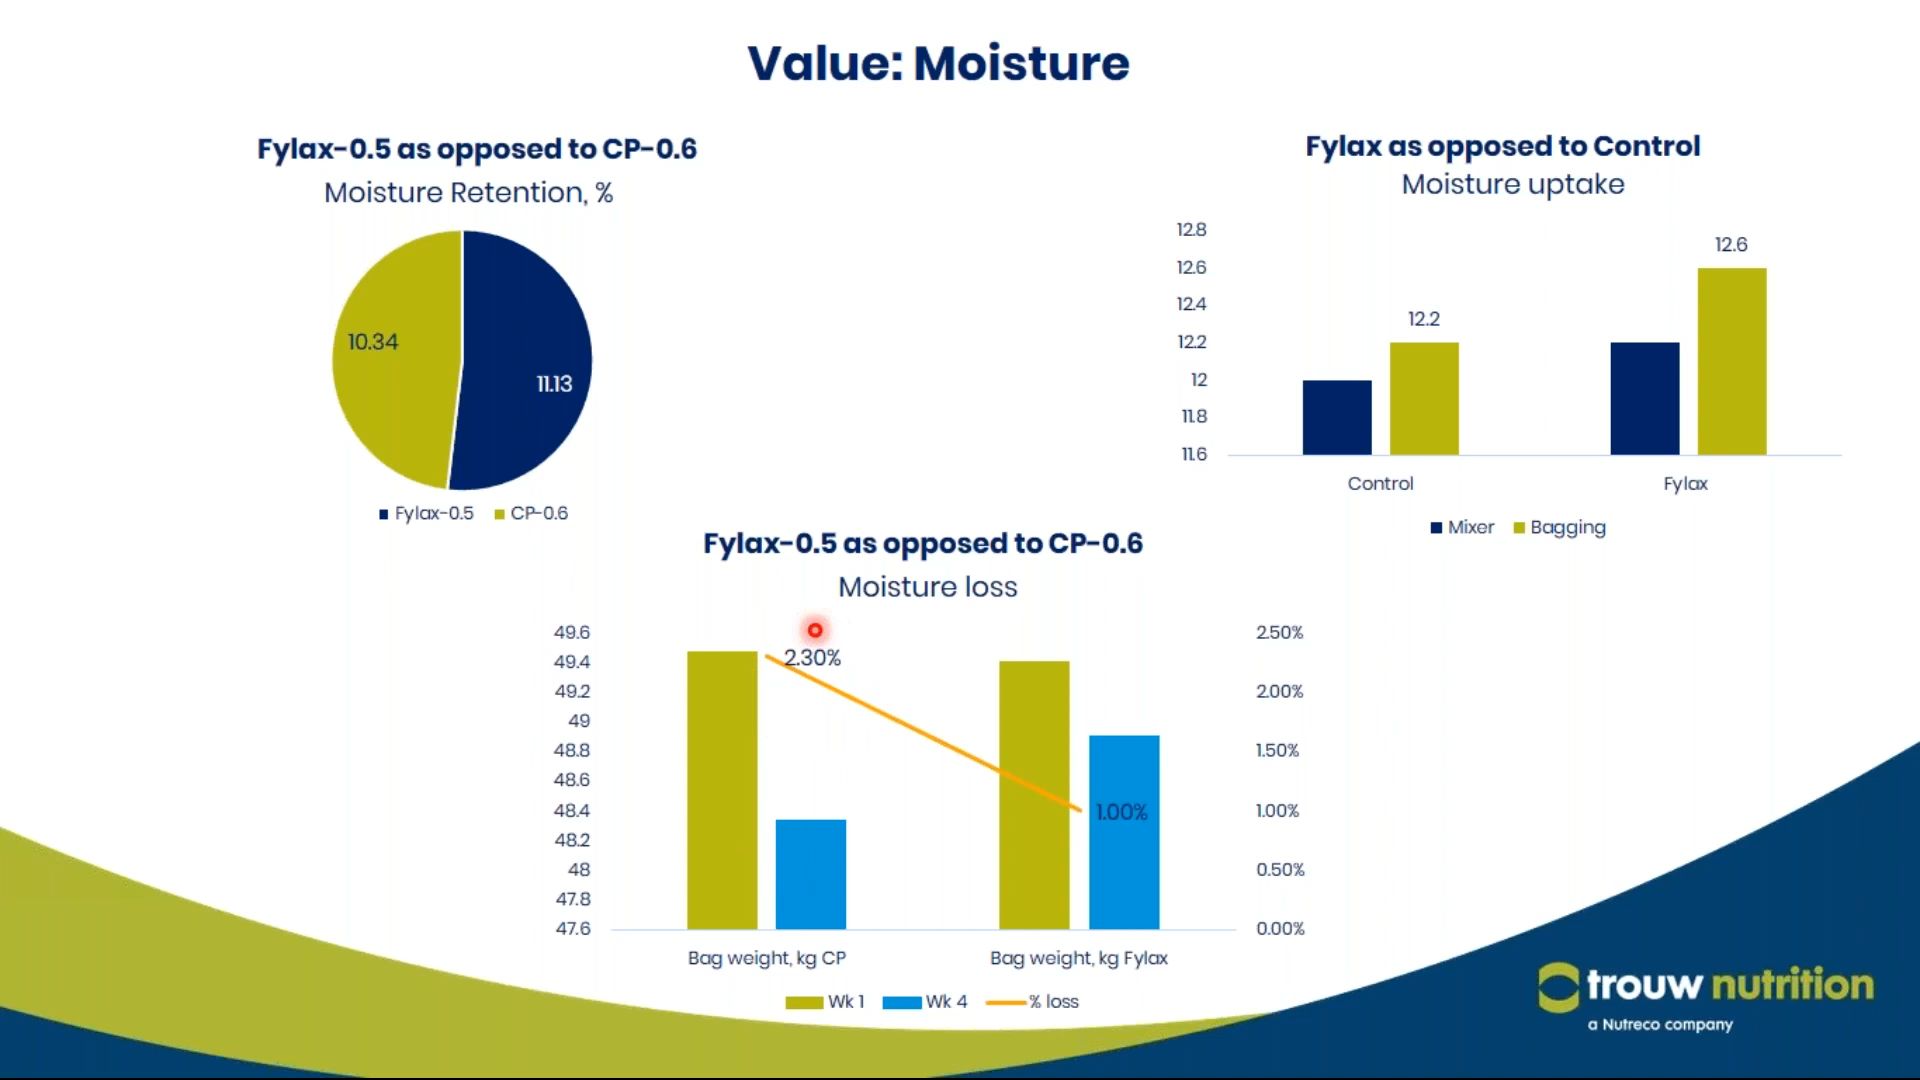 Value: Moisture
Fylax-0.5 as opposed to CP-0.6
Moisture Retention, %
10.34
11.13
Fylax-0.5 CP-0.6
Fylax as opposed to Control
Moisture uptake
12.8
12.6
12.4
12.2
12
11.8
11.6
12.2
12.6
Control Fylax
Mixer Bagging
Fylax-0.5 as opposed to CP-0.6
Moisture loss
49.6
49.4
49.2
49
48.8
48.6
48.4
48.2
48
47.8
47.6
2.30%
1.00%
2.50%
2.00%
1.50%
1.00%
0.50%
0.00%
Bag weight, kg CP Bag weight, kg Fylax
Wk 1 Wk 4 % loss
trouw nutrition
a Nutreco company